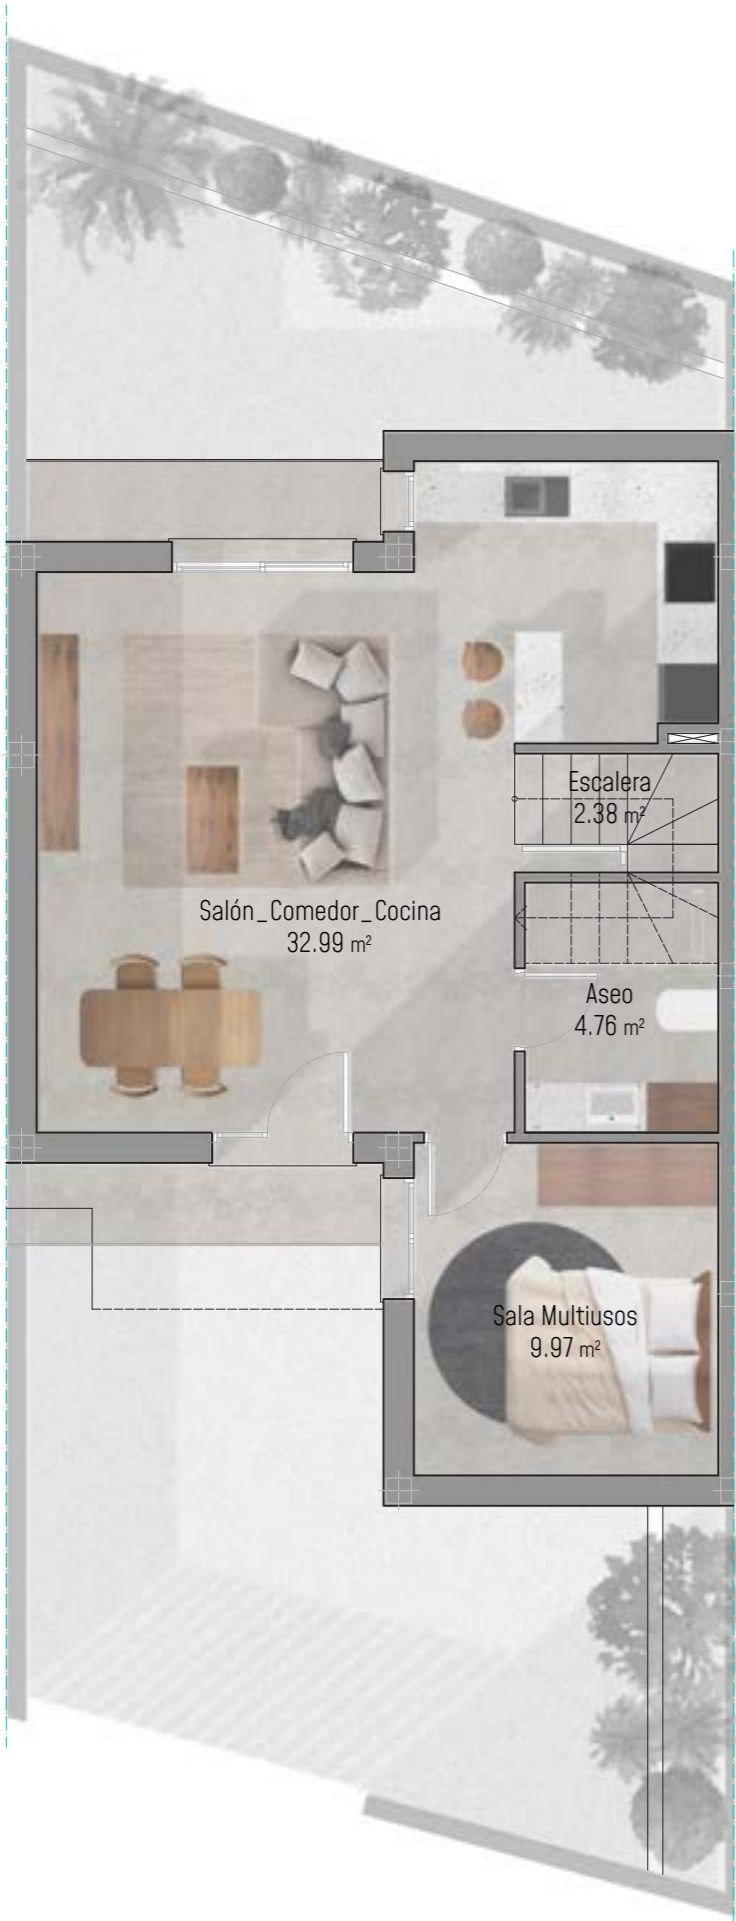 Escalera
2.38 m²
Salón_Comedor_Cocina
32.99 m²
Aseo
4.76 m²
Sala Multiusos
9.97 m²